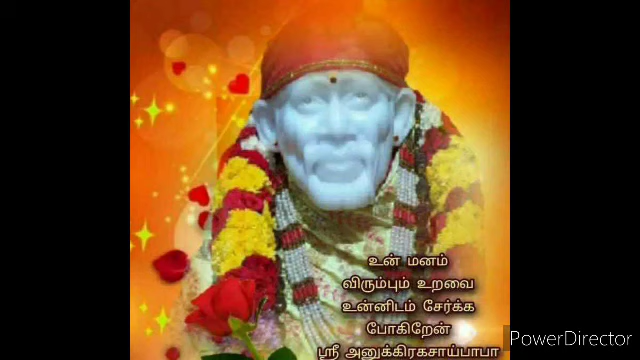 உன் மனம்
விரும்பும் உறவை
உன்னிடம் சேர்க்க
போகிறேன்
ஸ்ரீ அனுக்கிரகசாய்பாபா
PowerDirector